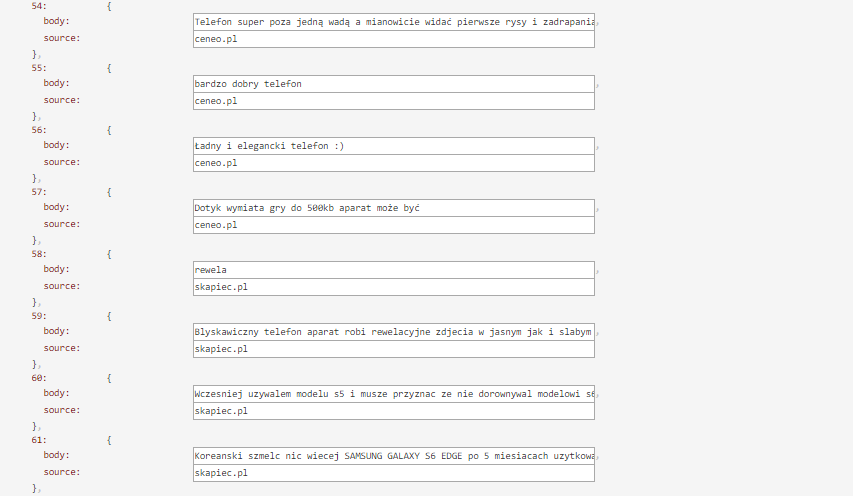 54: {
body: Telefon super poza jedną wadą a mianowicie widać pierwsze rysy i zadrapania,
source: ceneo.pl
},
55: {
body: bardzo dobry telefon,
source: ceneo.pl
},
56: {
body: Ładny i elegancki telefon :),
source: ceneo.pl
},
57: {
body: Dotyk wymiata gry do 500kb aparat może być,
source: ceneo.pl
},
58: {
body: rewela,
source: skapiec.pl
},
59: {
body: Blyskawiczny telefon aparat robi rewelacyjne zdjecia w jasnym jak i slabym,
source: skapiec.pl
},
60: {
body: Wczesniej uzywalem modelu s5 i musze przyznac ze nie dorownywal modelowi s6,
source: skapiec.pl
},
61: {
body: Koreanski szmelc nic wiecej SAMSUNG GALAXY S6 EDGE po 5 miesiacach uzytkowa,
source: skapiec.pl
},